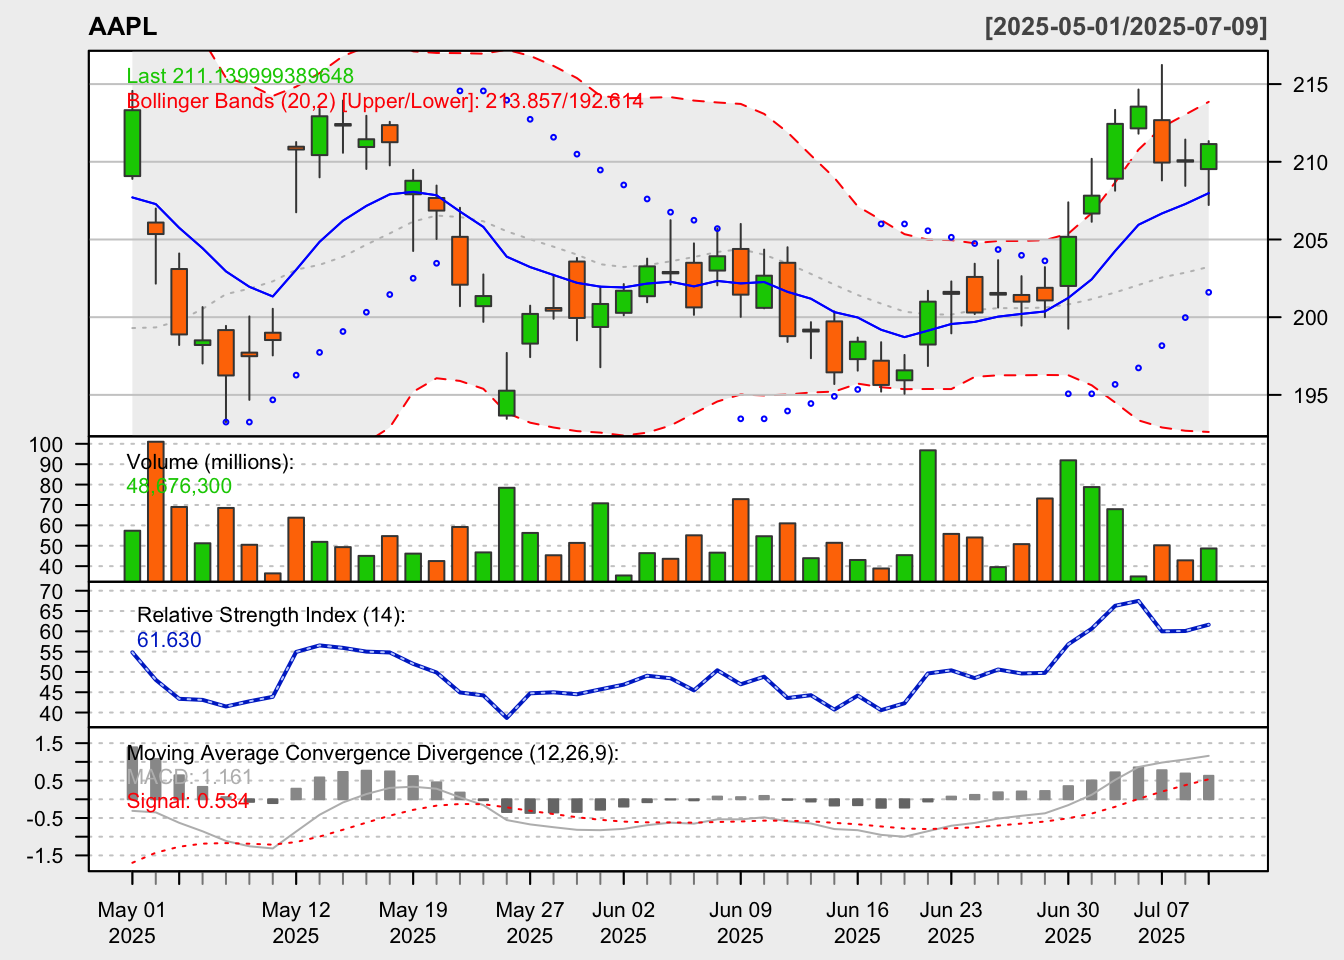 AAPL [2025-05-01/2025-07-09]
Last 211.139999389648
Bollinger Bands (20,2) [Upper/Lower]: 213.857/192.614
215
210
205
200
195
Volume (millions):
48,676,300
100
90
80
70
60
50
40
Relative Strength Index (14):
61.630
70
65
60
55
50
45
40
Moving Average Convergence Divergence (12,26,9):
MACD: 1.161
Signal: 0.534
1.5
0.5
-0.5
-1.5
May 01 May 12 May 19 May 27 Jun 02 Jun 09 Jun 16 Jun 23 Jun 30 Jul 07
2025 2025 2025 2025 2025 2025 2025 2025 2025 2025